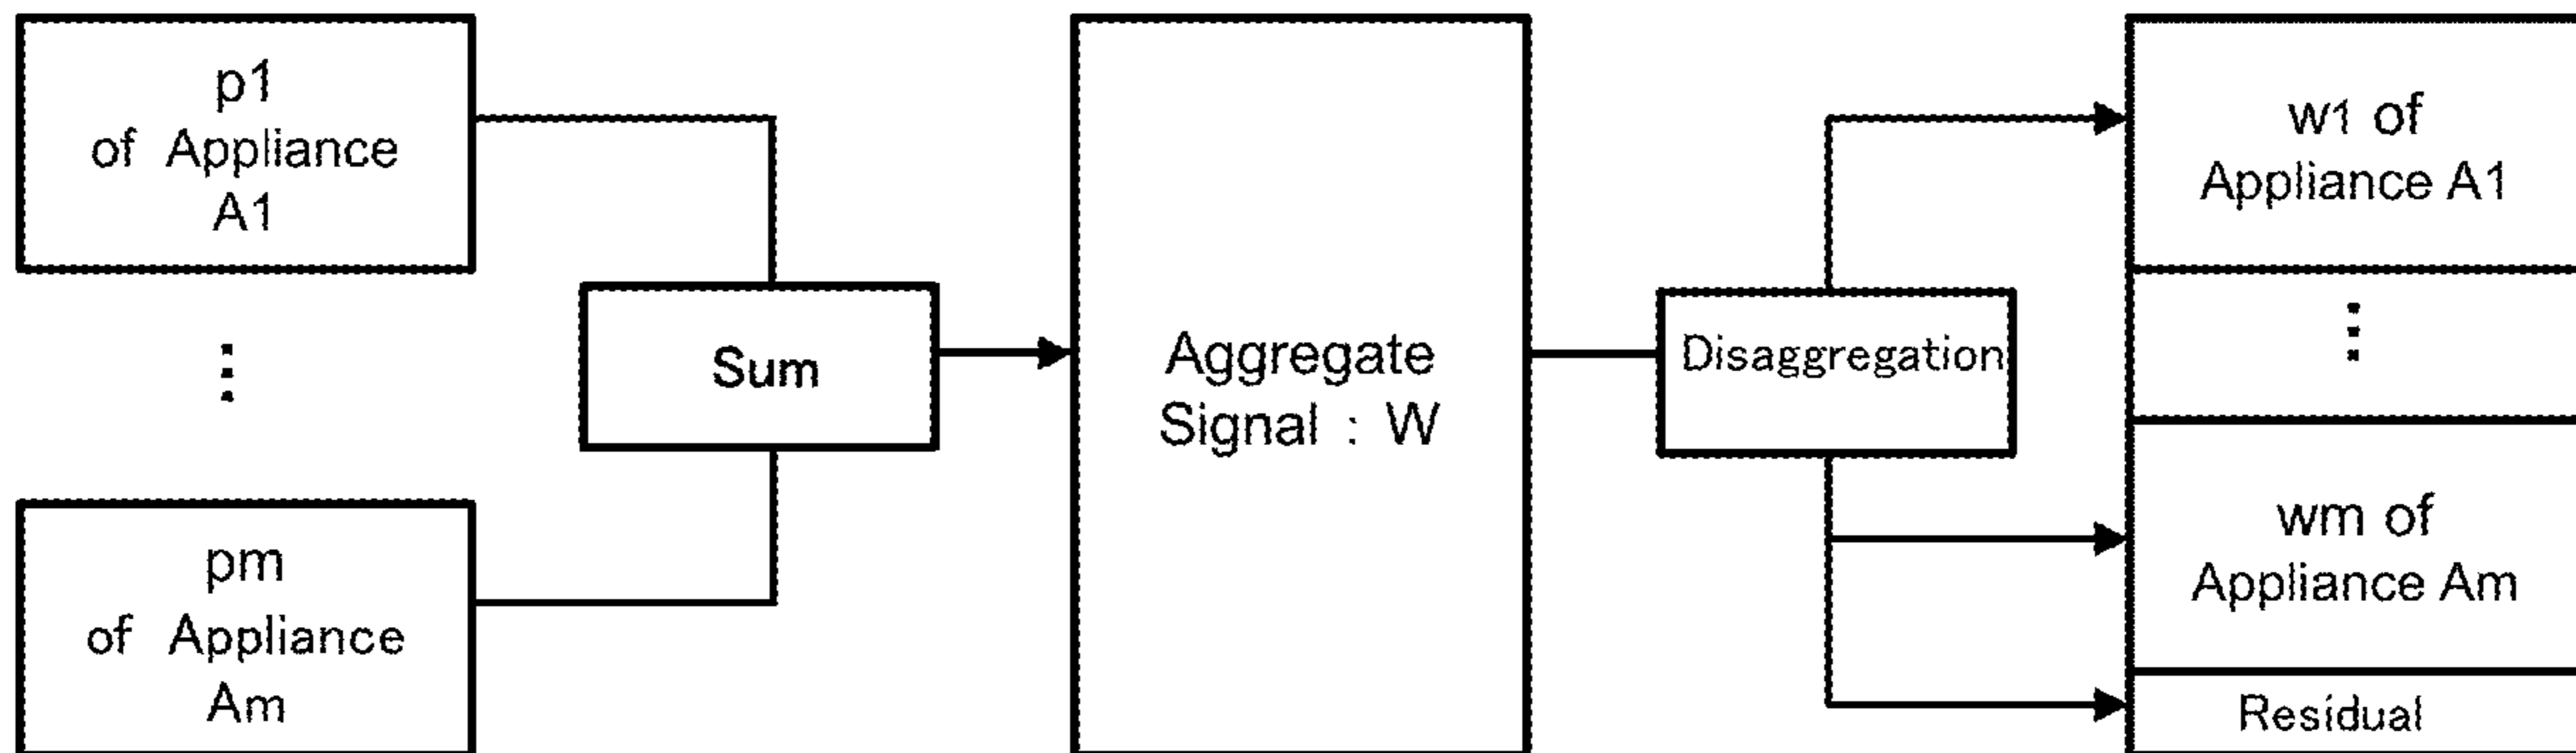 p1
of Appliance
A1
pm
of Appliance
Am
Sum
Aggregate
Signal : W
Disaggregation
w1 of
Appliance A1
wm of
Appliance Am
Residual